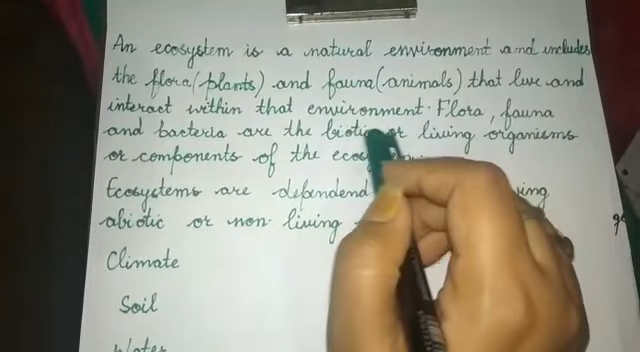 An ecosystem is a natural environment and includes
the flora(plants) and fauna(animals) that live and
interact within that environment. Flora, fauna
and bacteria are the biotic or living organisms
or components of the
Ecosystems are
abiotic or non living
Climate
Soil
Water